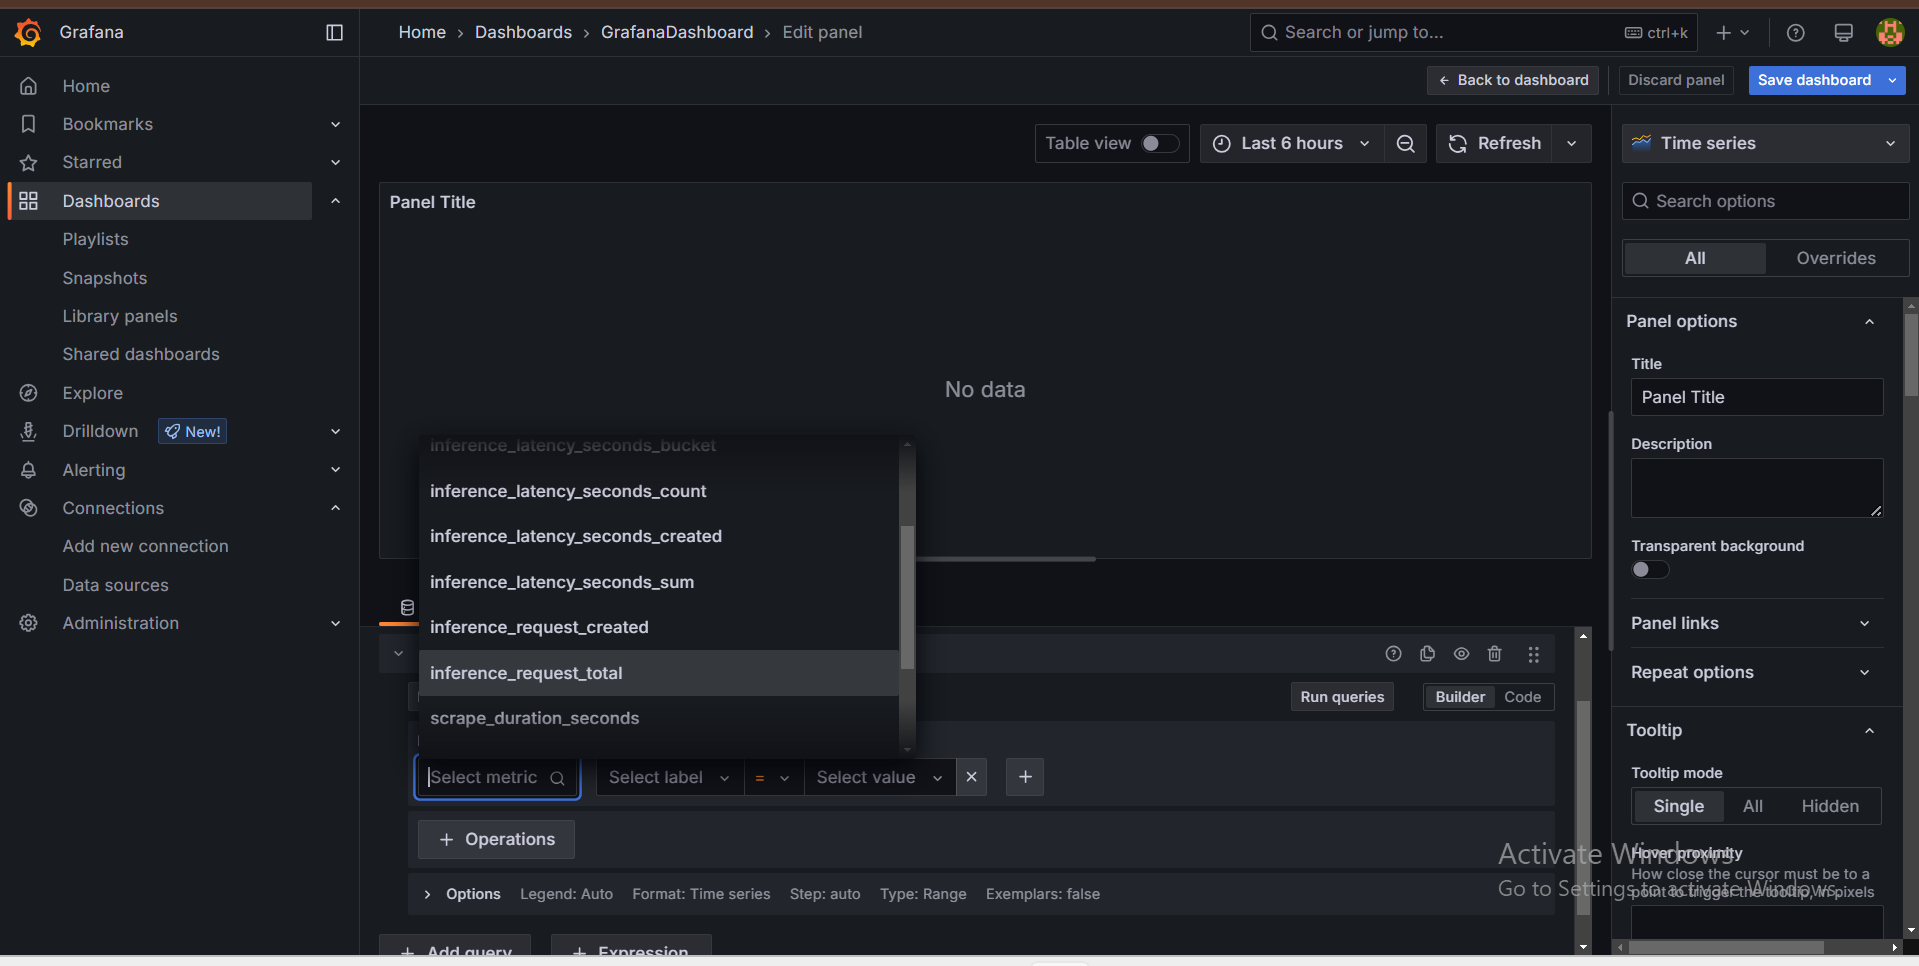 Grafana
Home › Dashboards › GrafanaDashboard › Edit panel
Search or jump to...
ctrl+k
Back to dashboard
Discard panel
Save dashboard
Home
Bookmarks
Starred
Dashboards
Playlists
Snapshots
Library panels
Shared dashboards
Explore
Drilldown
New!
Alerting
Connections
Add new connection
Data sources
Administration
Table view
Last 6 hours
Refresh
Panel Title
No data
inference_latency_seconds_bucket
inference_latency_seconds_count
inference_latency_seconds_created
inference_latency_seconds_sum
inference_request_created
inference_request_total
scrape_duration_seconds
Run queries
Builder
Code
Select metric
Select label
=
Select value
+ Operations
Options
Legend: Auto
Format: Time series
Step: auto
Type: Range
Exemplars: false
+ Add query
+ Expression
Time series
Search options
All
Overrides
Panel options
Title
Panel Title
Description
Transparent background
Panel links
Repeat options
Tooltip
Tooltip mode
Single
All
Hidden
Hover proximity
How close the cursor must be to a
point to trigger the tooltip, in pixels
Activate Windows
Go to Settings to activate Windows.